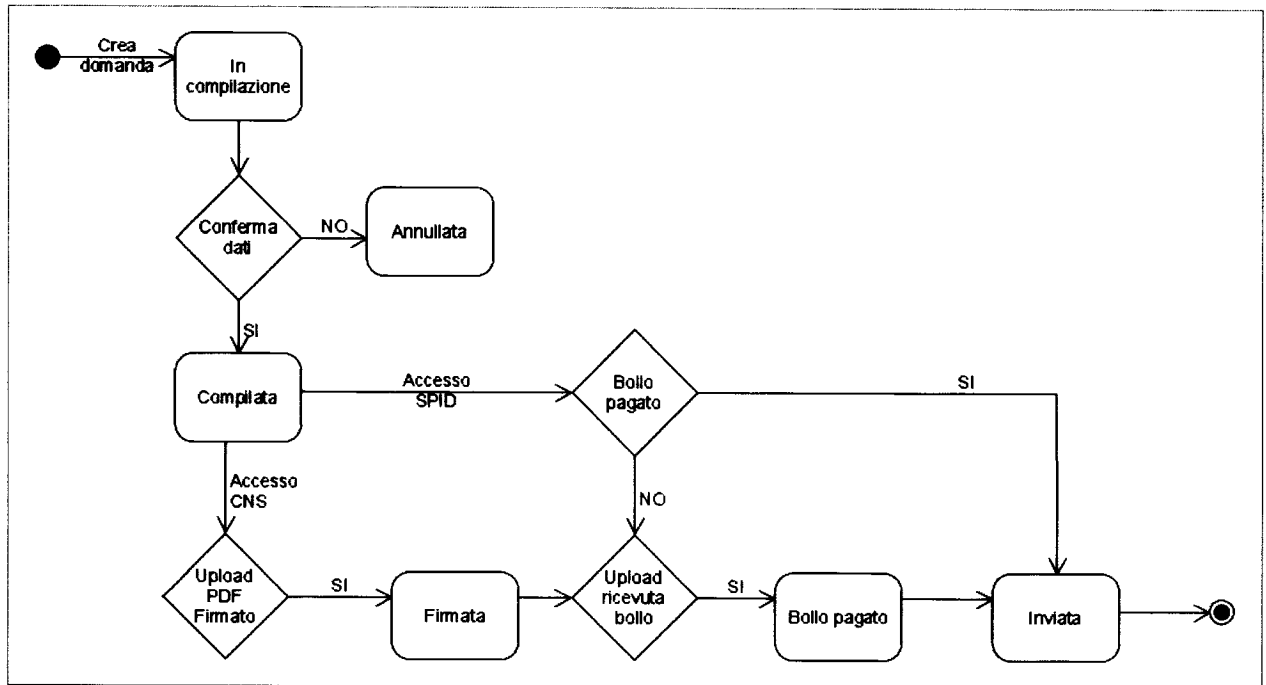 Crea
domanda
In
compilazione
Conferma
dati
NO
Annullata
SI
Compilata
Accesso
SPID
Bollo
pagato
SI
Accesso
CNS
NO
Upload
PDF
Firmato
SI
Firmata
Upload
ricevuta
bollo
SI
Bollo pagato
Inviata